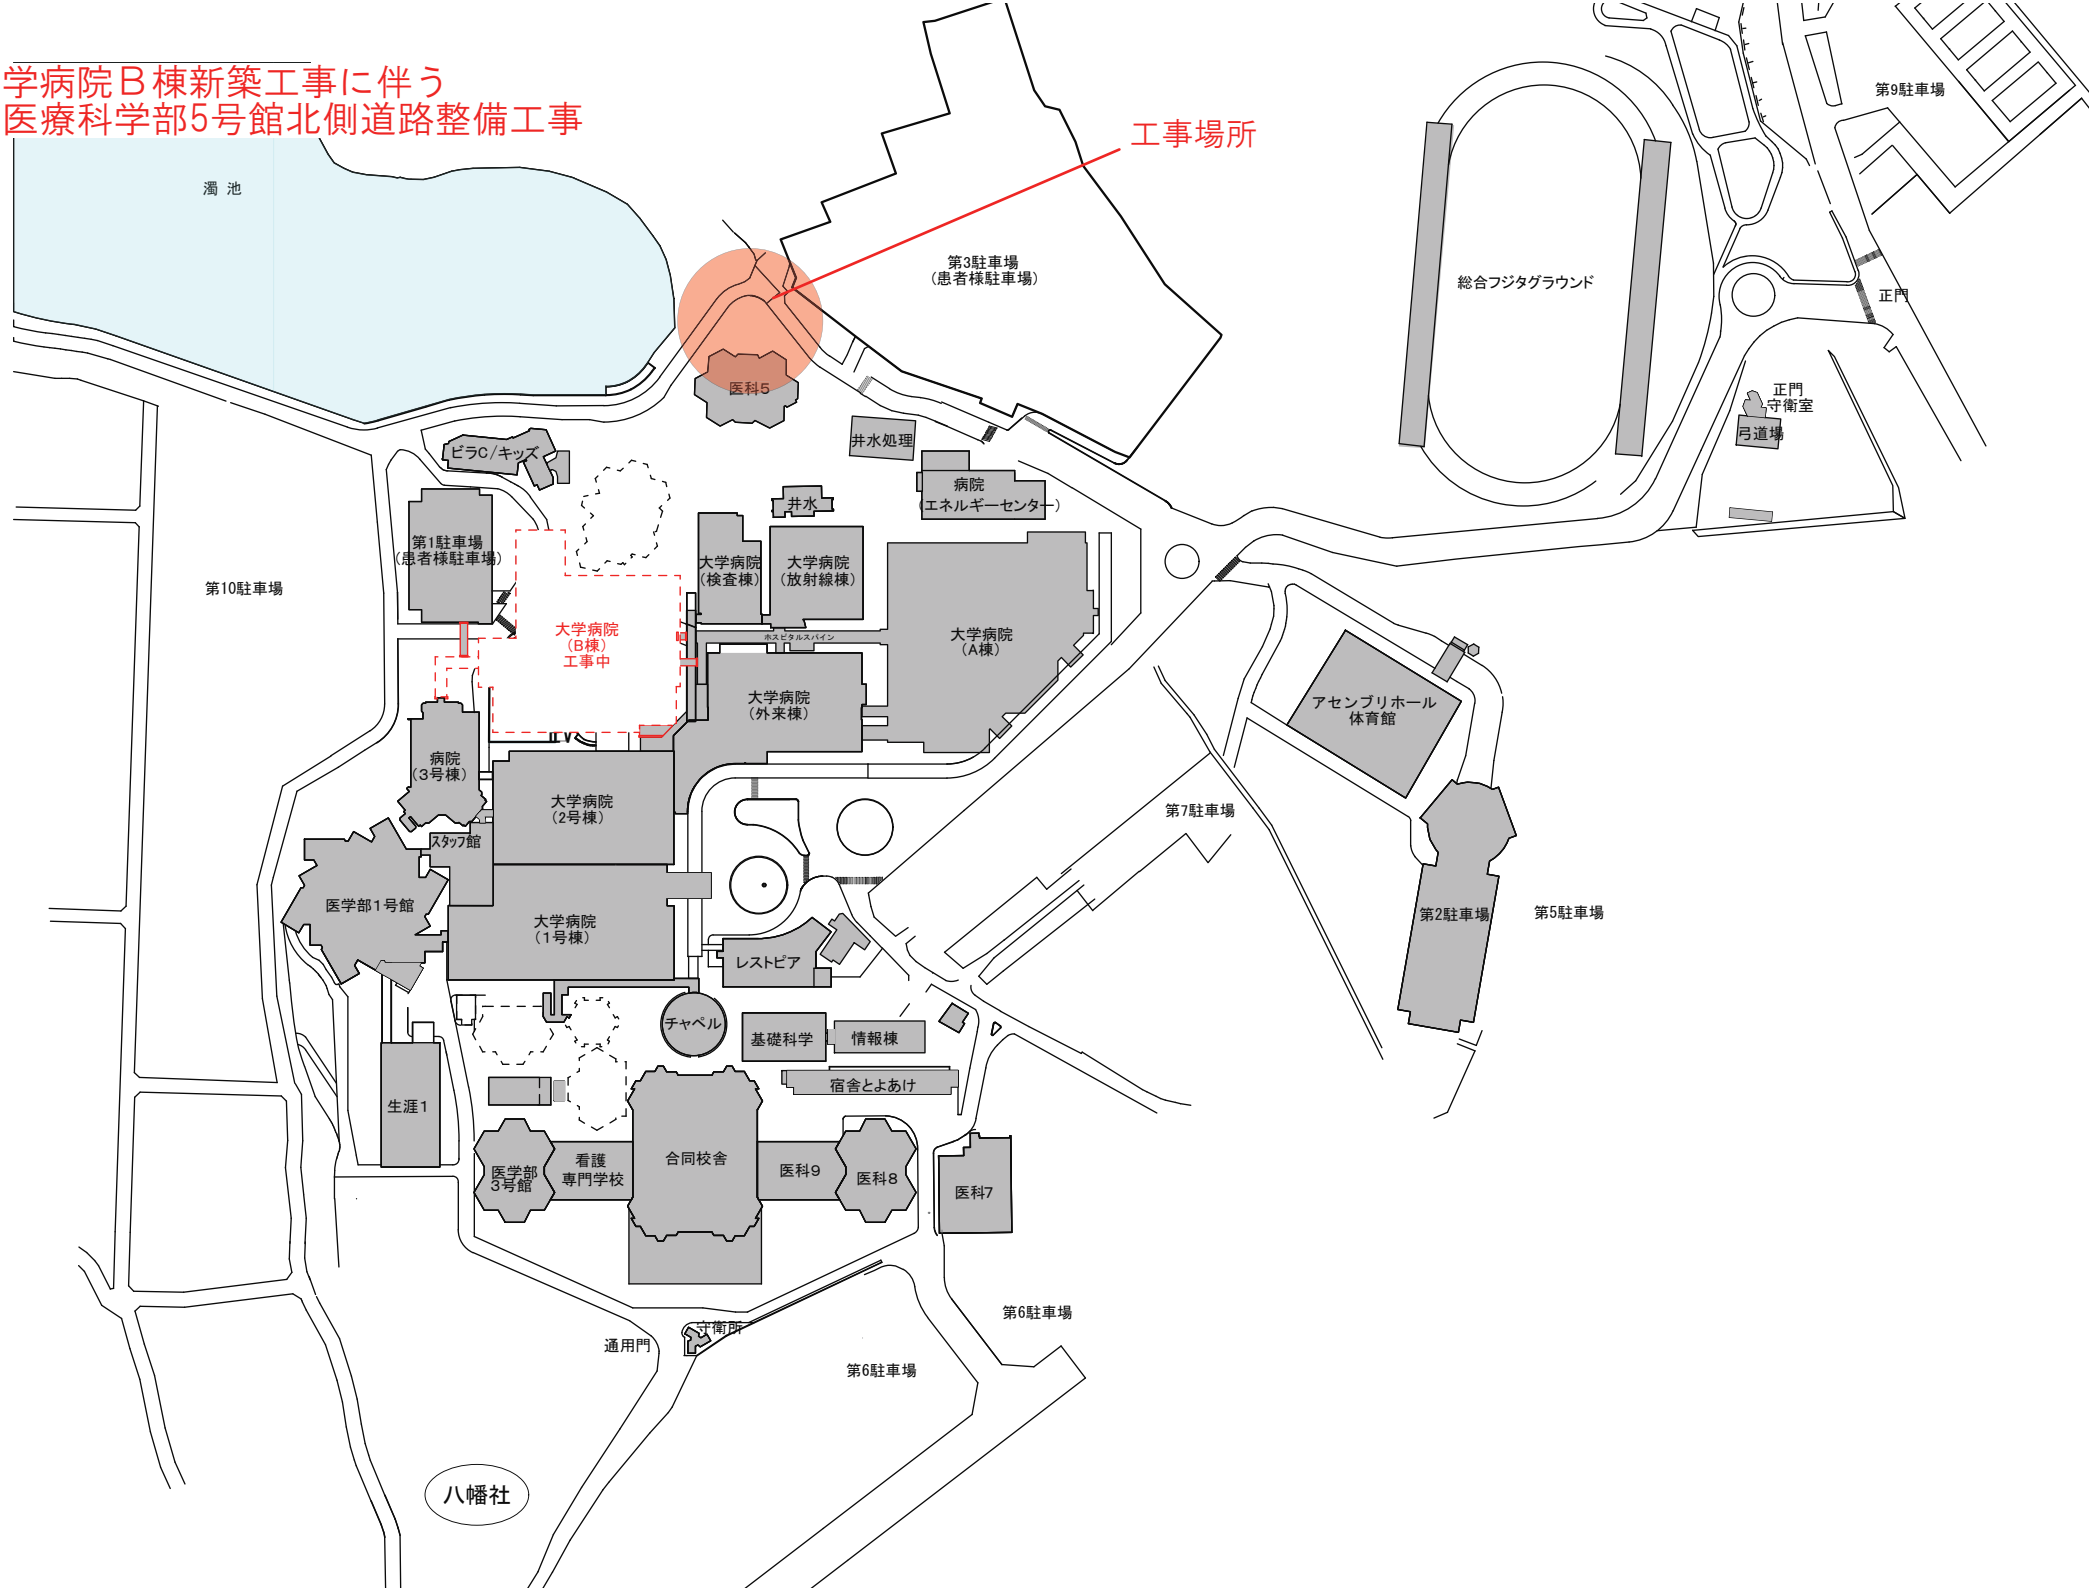 学病院B棟新築工事に伴う
医療科学部5号館北側道路整備工事
工事場所
第9駐車場
濁 池
第3駐車場
(患者様駐車場)
総合フジタグラウンド
正門
医科5
正門
守衛室
弓道場
井水処理
ビラC/キッズ
病院
(エネルギーセンター)
井水
第1駐車場
(患者様駐車場)
大学病院
(検査棟)
大学病院
(放射線棟)
第10駐車場
大学病院
(B棟)
工事中
ホスピタルスパイン
大学病院
(A棟)
大学病院
(外来棟)
アセンブリホール
体育館
病院
(3号棟)
大学病院
(2号棟)
第7駐車場
スタッフ館
医学部1号館
大学病院
(1号棟)
第2駐車場
第5駐車場
レストピア
チャペル
基礎科学
情報棟
宿舎とよあけ
生涯1
医学部
3号館
看護
専門学校
合同校舎
医科9
医科8
医科7
第6駐車場
守衛所
通用門
第6駐車場
八幡社